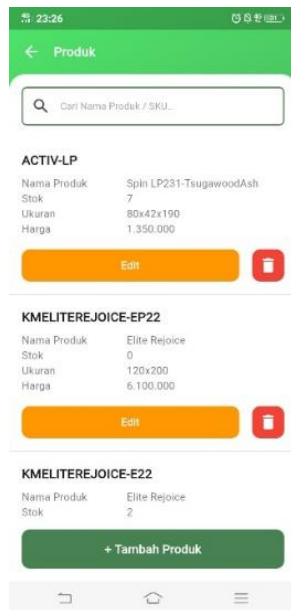 23:26
Produk
Cari Nama Produk / SKU...
ACTIV-LP
Nama Produk Spin LP231-TsugawoodAsh
Stok 7
Ukuran 80x42x190
Harga 1.350.000
Edit
KMELITEREJOICE-EP22
Nama Produk Elite Rejoice
Stok 0
Ukuran 120x200
Harga 6.100.000
Edit
KMELITEREJOICE-E22
Nama Produk Elite Rejoice
Stok 2
+ Tambah Produk